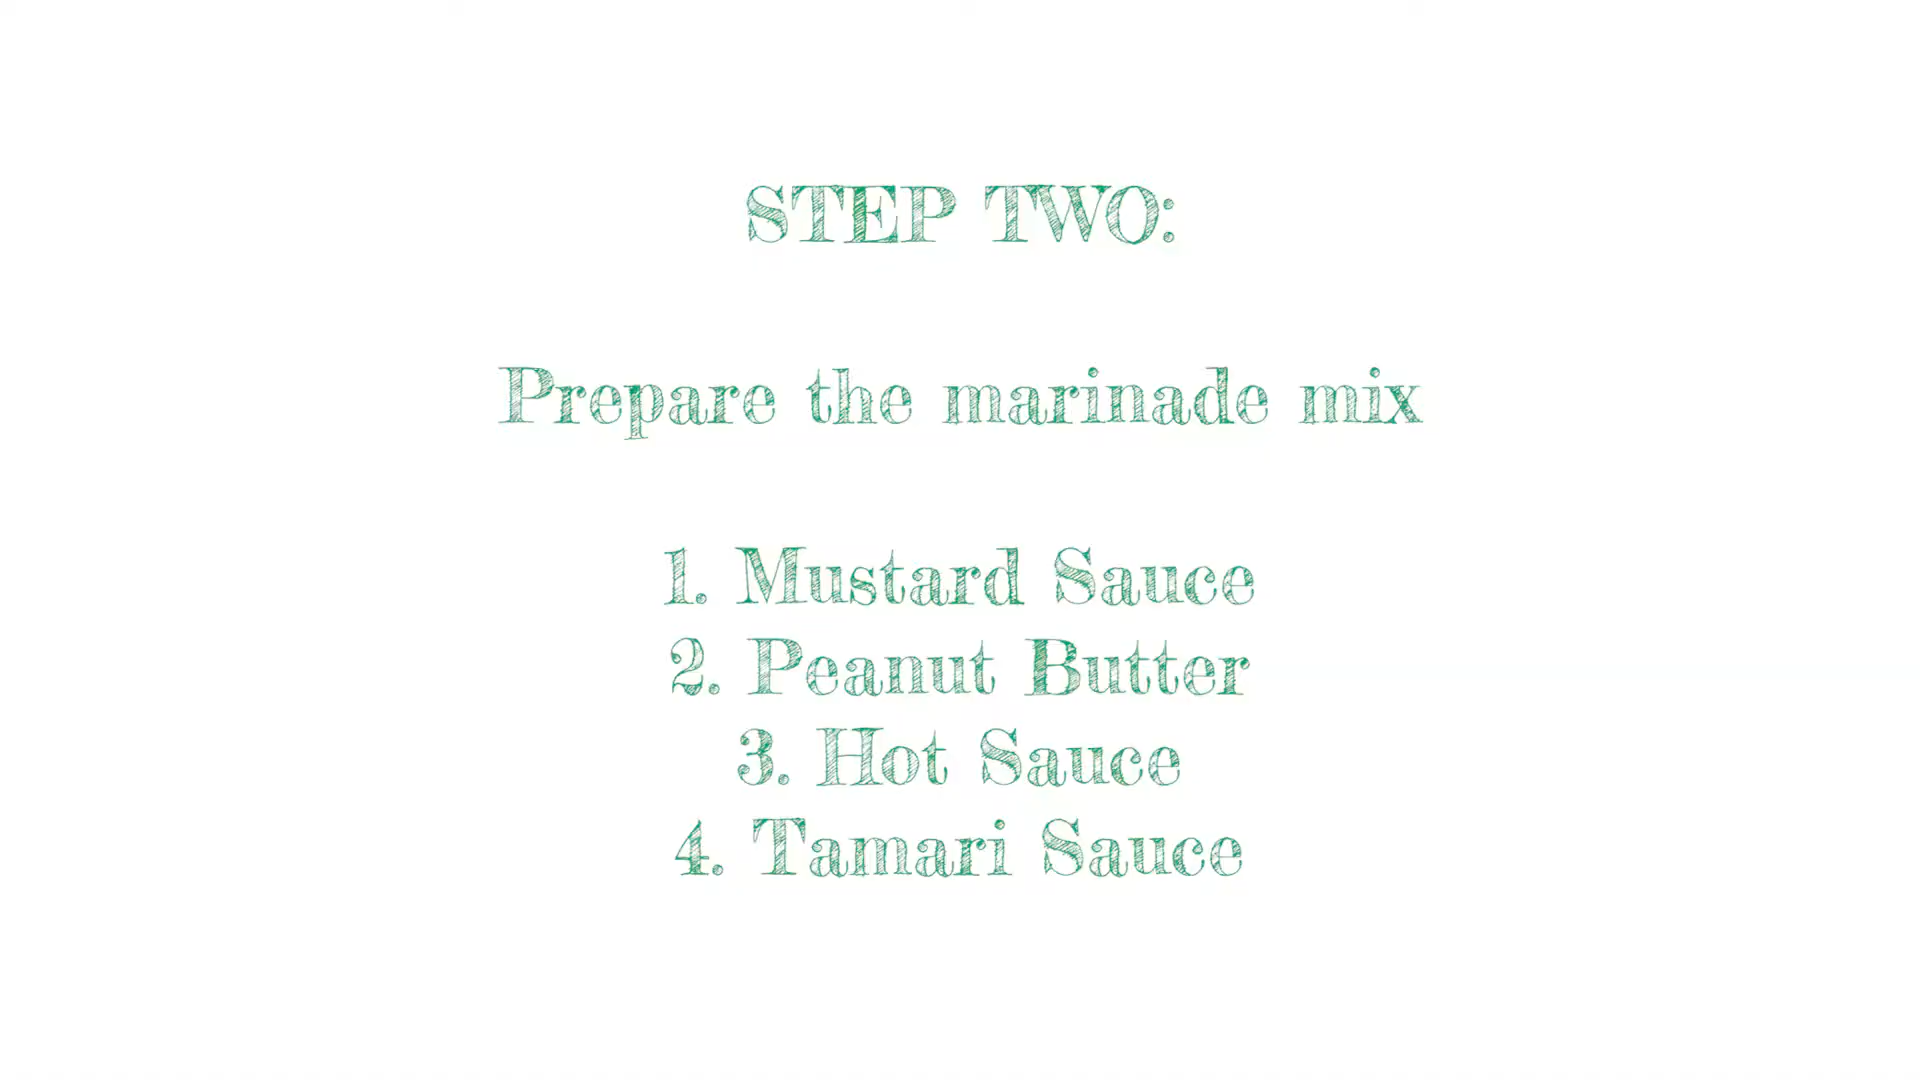 STEP TWO:
Prepare the marinade mix
1. Mustard Sauce
2. Peanut Butter
3. Hot Sauce
4. Tamari Sauce